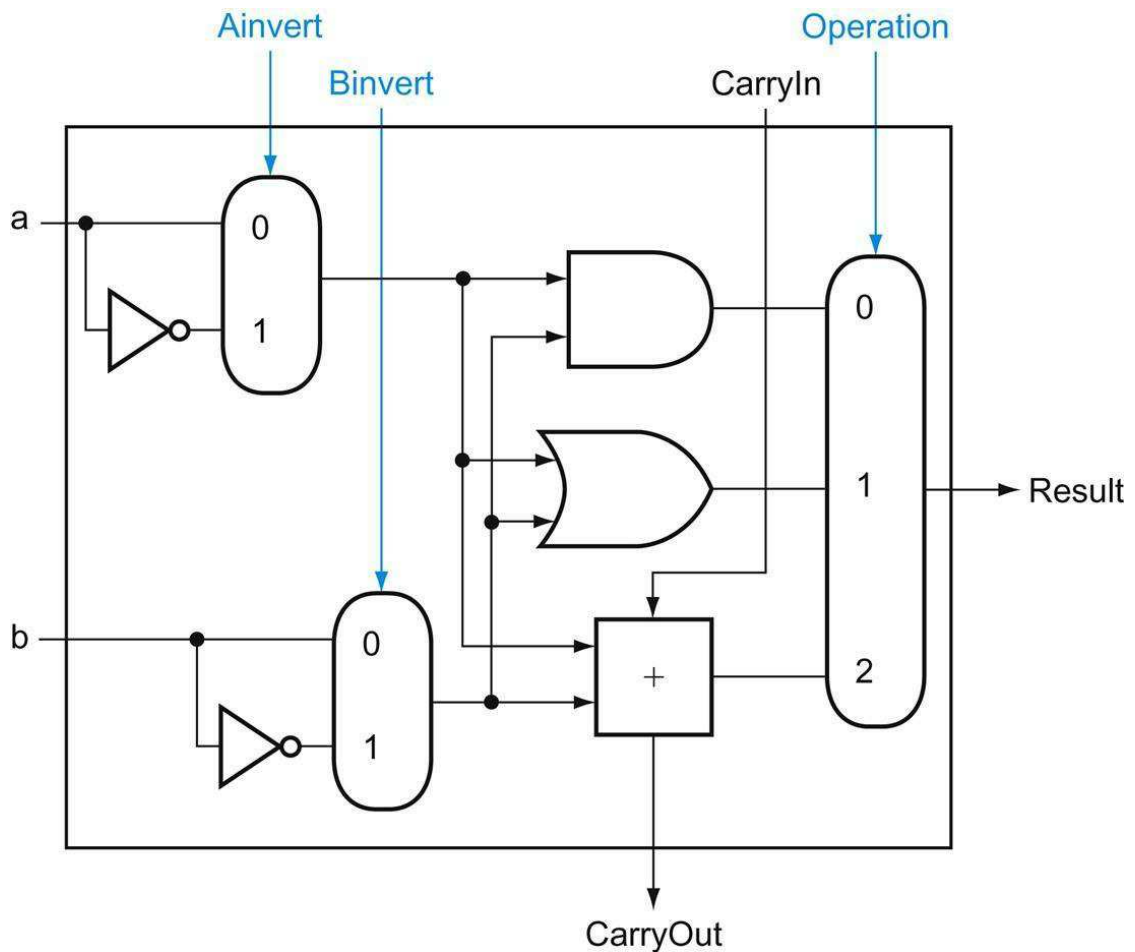 Ainvert
Operation
Binvert
CarryIn
a
0
0
1
1
Result
b
0
+
2
1
CarryOut